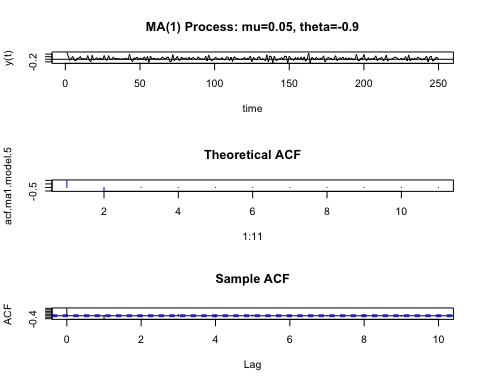 MA(1) Process: mu=0.05, theta=-0.9
y(t)
-0.2
0 50 100 150 200 250
time
Theoretical ACF
acf.ma1.model.5
-0.5
2 4 6 8 10
1:11
Sample ACF
ACF
-0.4
0 2 4 6 8 10
Lag